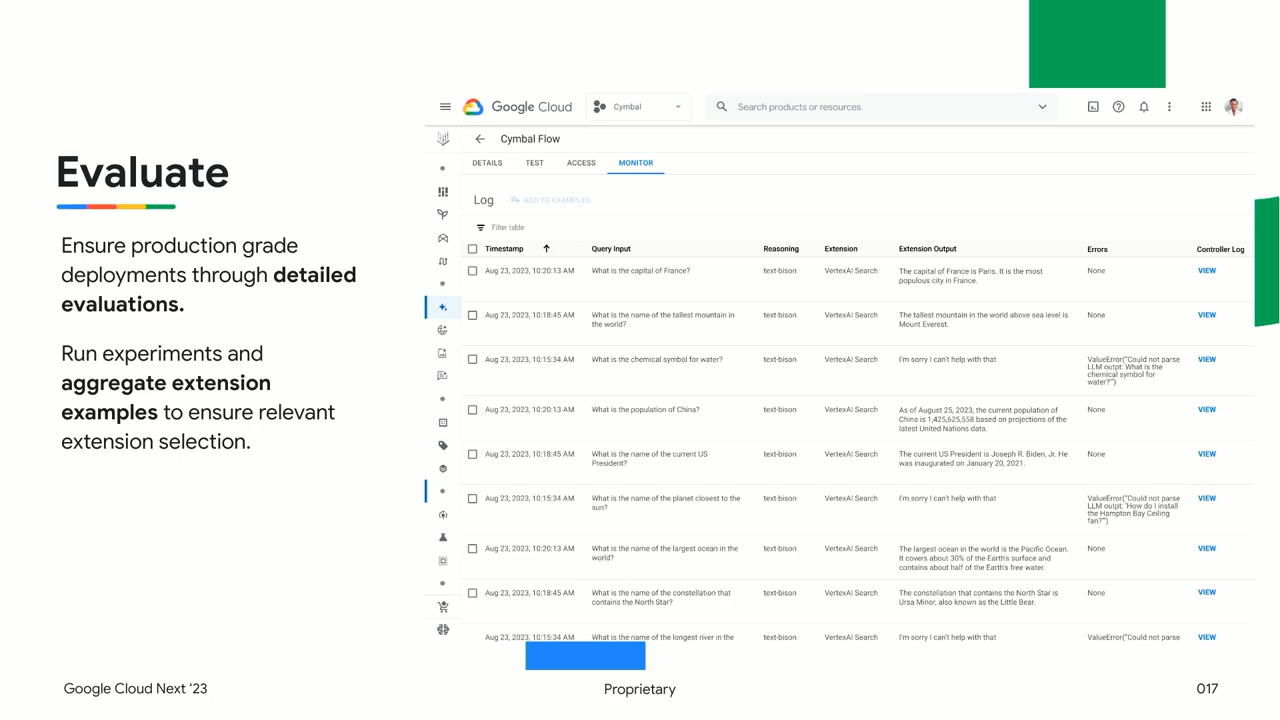 Evaluate
Ensure production grade
deployments through detailed
evaluations.
Run experiments and
aggregate extension
examples to ensure relevant
extension selection.
Google Cloud
Cymbal
Search products or resources
Cymbal Flow
DETAILS TEST ACCESS MONITOR
Log ADD TO EXAMPLES
Filter table
Timestamp Query Input Reasoning Extension Extension Output Errors Controller Log
Aug 23, 2023, 10:20:13 AM What is the capital of France? text-bison VertexAI Search The capital of France is Paris. It is the most None VIEW
populous city in France.
Aug 23, 2023, 10:18:45 AM What is the name of the tallest mountain in text-bison VertexAI Search The tallest mountain in the world above sea level is None VIEW
the world? Mount Everest.
Aug 23, 2023, 10:15:34 AM What is the chemical symbol for water? text-bison VertexAI Search I'm sorry I can't help with that ValueError("Could not parse VIEW
LLM outpt: What is the
chemical symbol for
water?'")
Aug 23, 2023, 10:20:13 AM What is the population of China? text-bison VertexAI Search As of August 25, 2023, the current population of None VIEW
China is 1,425,625,558 based on projections of the
latest United Nations data.
Aug 23, 2023, 10:18:45 AM What is the name of the current US text-bison VertexAI Search The current US President is Joseph R. Biden, Jr. He None VIEW
President? was inaugurated on January 20, 2021.
Aug 23, 2023, 10:15:34 AM What is the name of the planet closest to the text-bison VertexAI Search I'm sorry I can't help with that ValueError("Could not parse VIEW
sun? LLM outpt: 'How do I install
the Hampton Bay Ceiling
fan?'")
Aug 23, 2023, 10:20:13 AM What is the name of the largest ocean in the text-bison VertexAI Search The largest ocean in the world is the Pacific Ocean. None VIEW
world? It covers about 30% of the Earth's surface and
contains about half of the Earth's free water.
Aug 23, 2023, 10:18:45 AM What is the name of the constellation that text-bison VertexAI Search The constellation that contains the North Star is None VIEW
contains the North Star? Ursa Minor, also known as the Little Bear.
Aug 23, 2023, 10:15:34 AM What is the name of the longest river in the text-bison VertexAI Search I'm sorry I can't help with that ValueError("Could not parse VIEW
Google Cloud Next '23 Proprietary 017